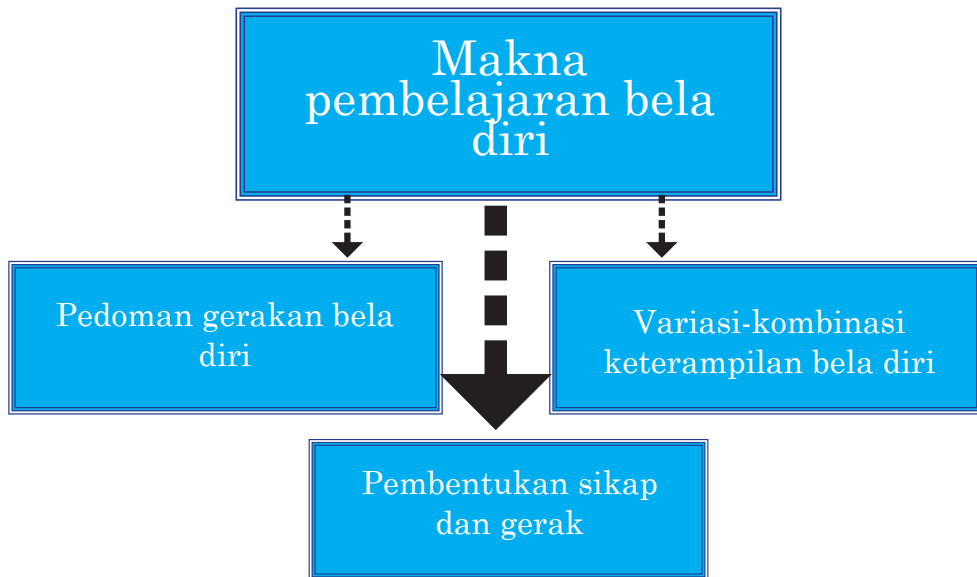 Makna
pembelajaran bela
diri
Pedoman gerakan bela
diri
Variasi-kombinasi
keterampilan bela diri
Pembentukan sikap
dan gerak